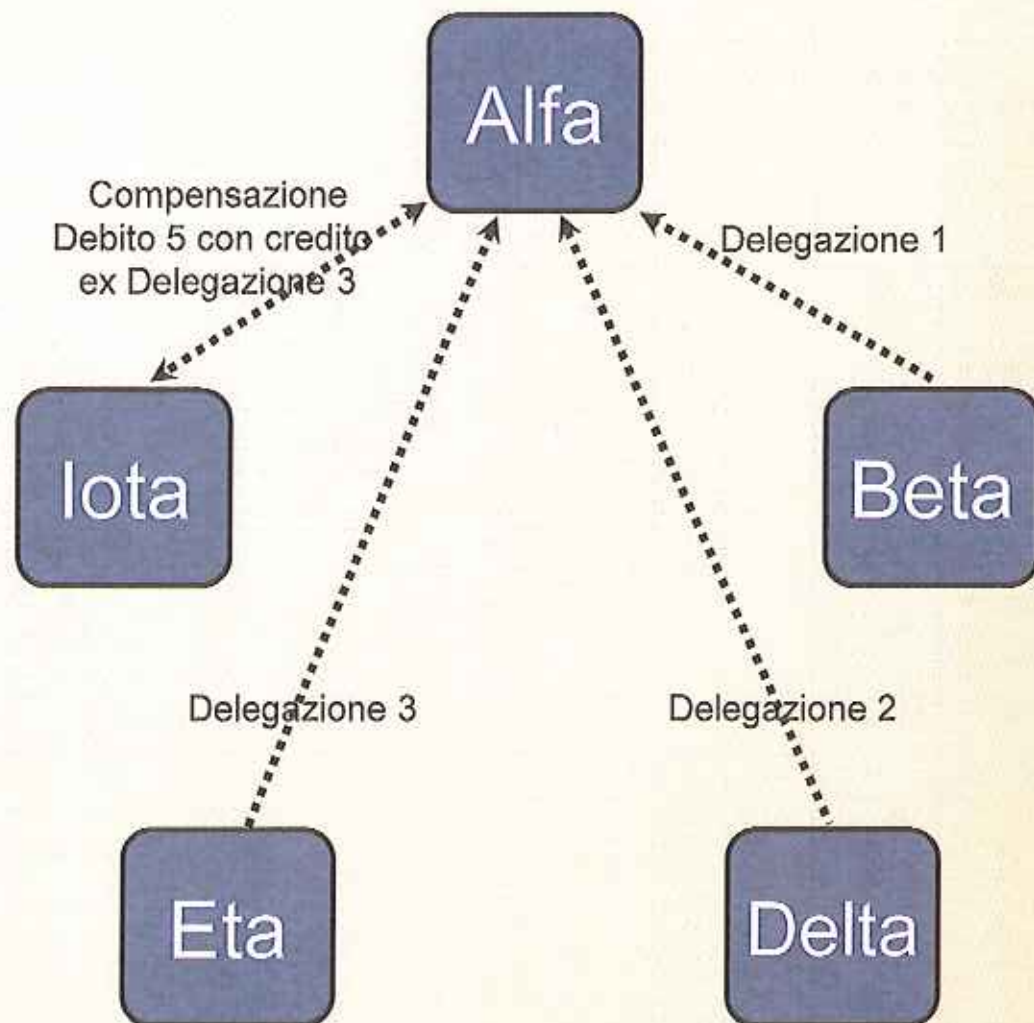 Alfa
Compensazione
Debito 5 con credito
ex Delegazione 3
Delegazione 1
Iota
Beta
Delegazione 3
Delegazione 2
Eta
Delta